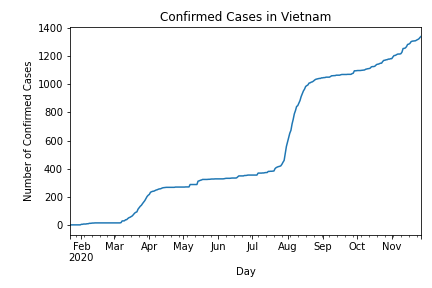 Confirmed Cases in Vietnam
1400
1200
1000
800
600
400
200
0
Number of Confirmed Cases
Feb Mar Apr May Jun Jul Aug Sep Oct Nov
2020
Day